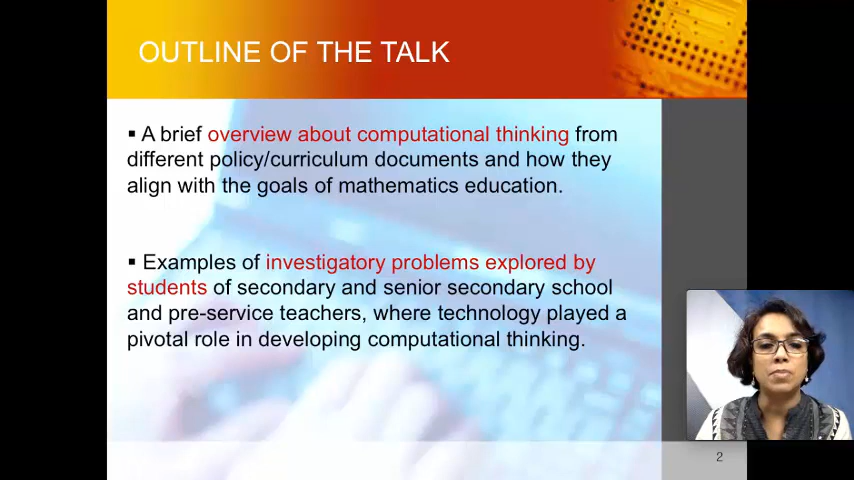 OUTLINE OF THE TALK
▪ A brief overview about computational thinking from
different policy/curriculum documents and how they
align with the goals of mathematics education.
▪ Examples of investigatory problems explored by
students of secondary and senior secondary school
and pre-service teachers, where technology played a
pivotal role in developing computational thinking.
2